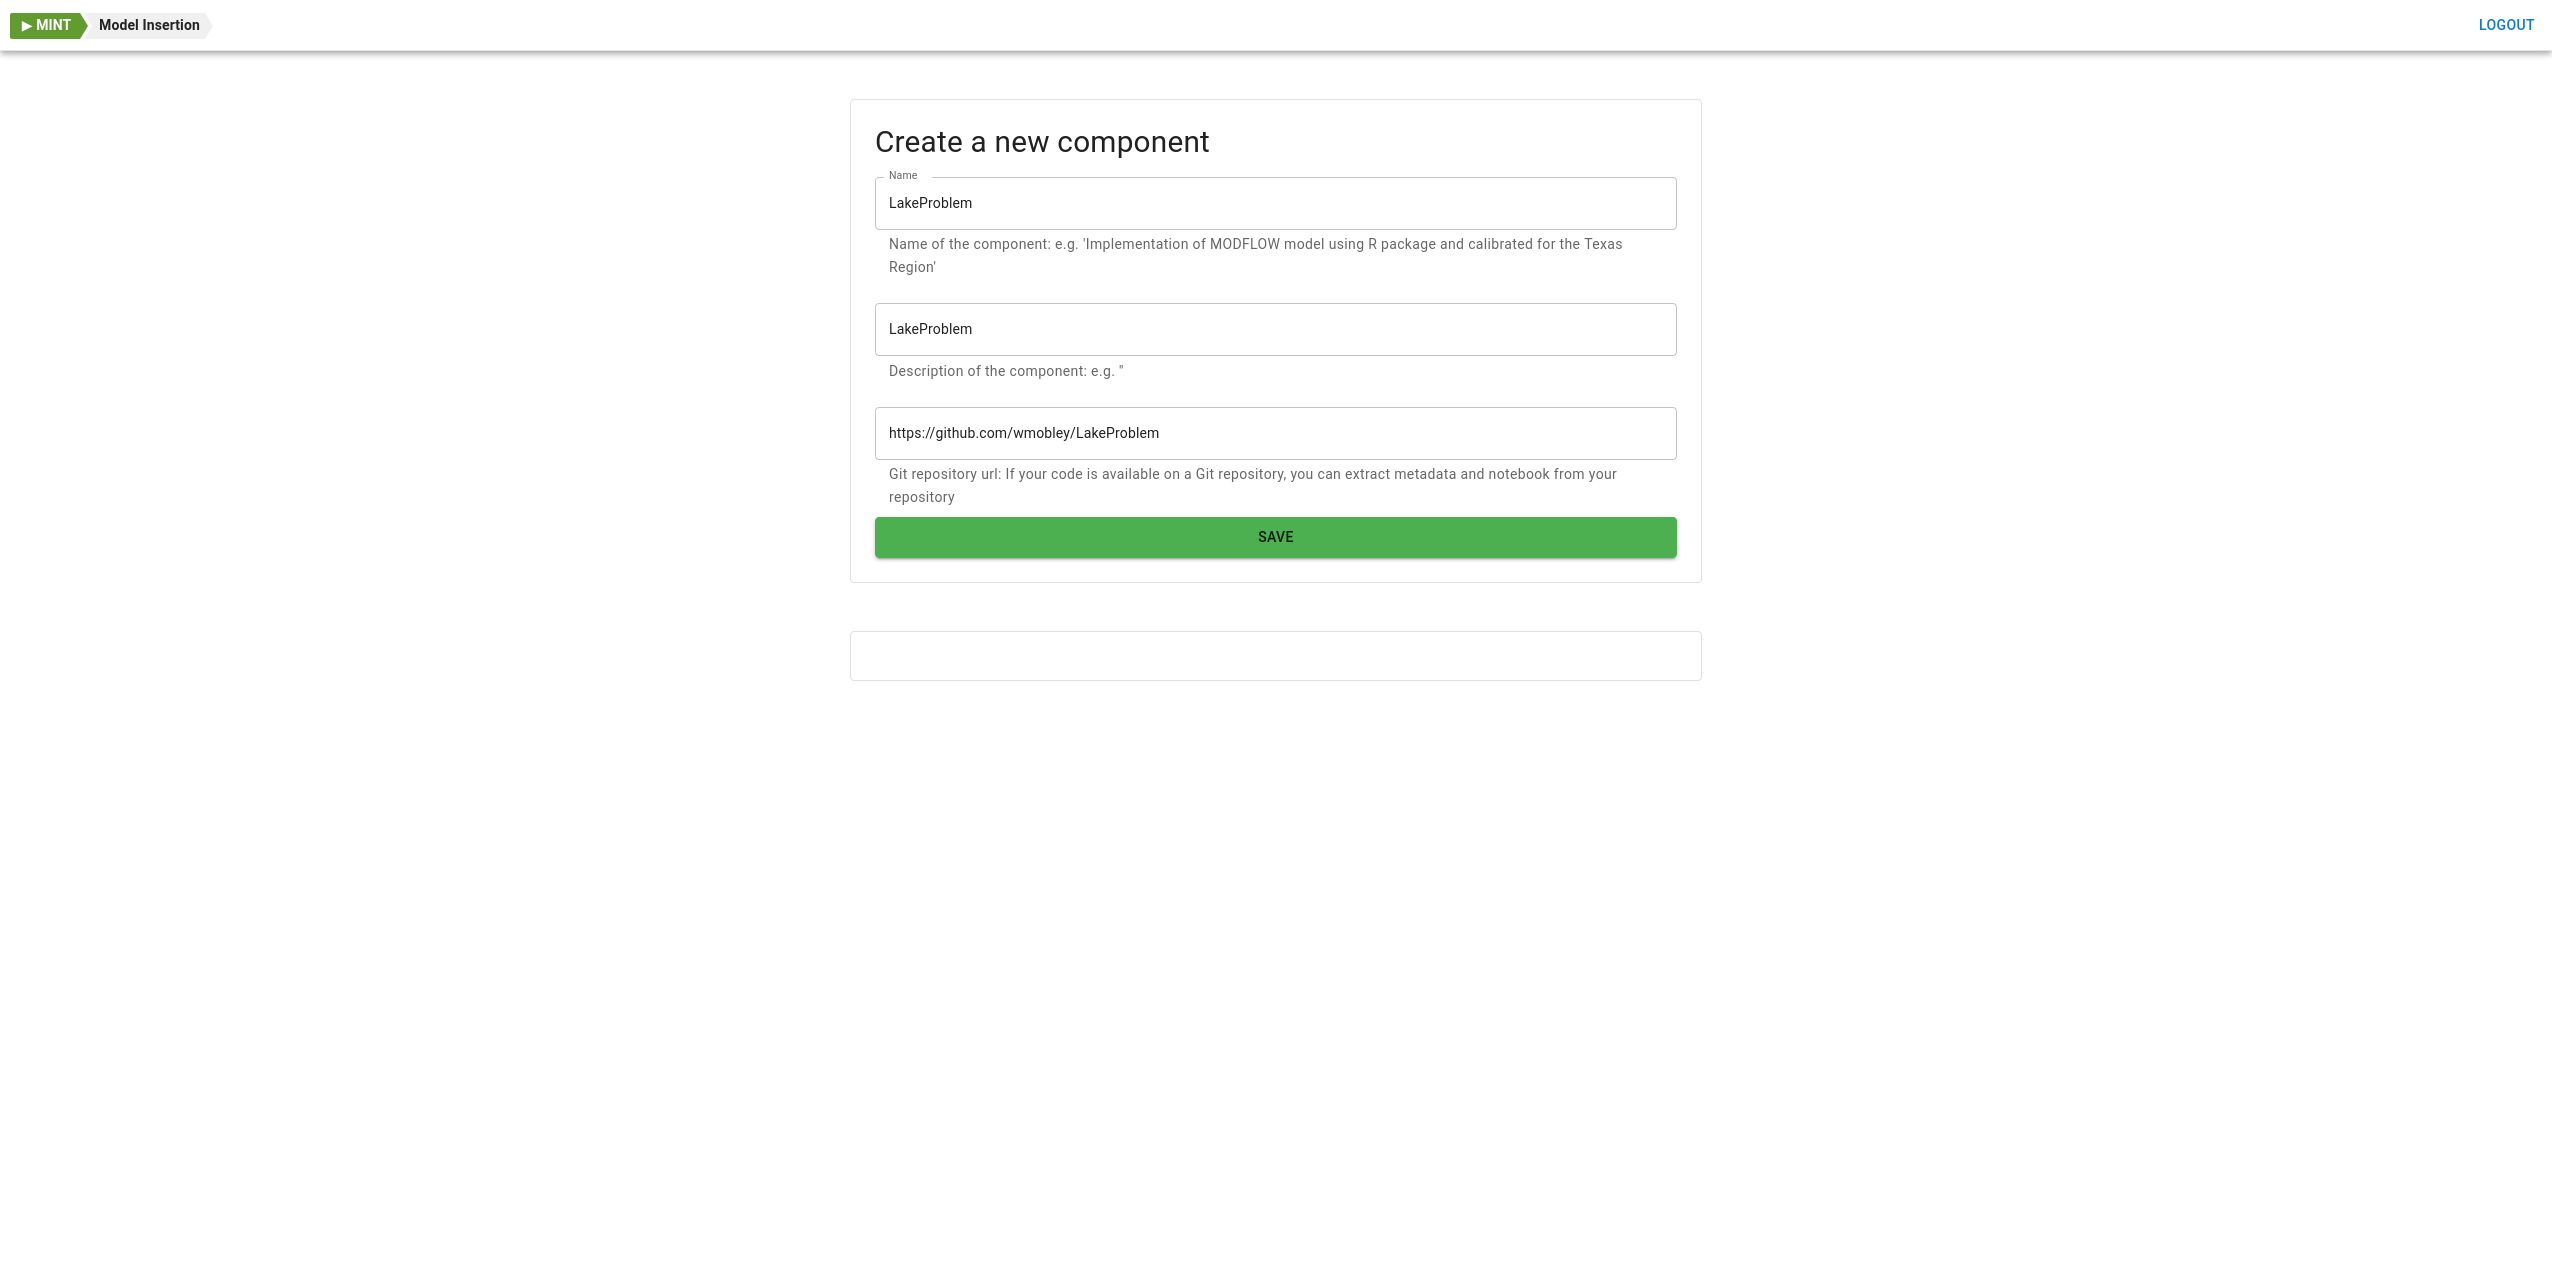 ▶ MINT
Model Insertion
LOGOUT
Create a new component
Name
LakeProblem
Name of the component: e.g. 'Implementation of MODFLOW model using R package and calibrated for the Texas
Region'
LakeProblem
Description of the component: e.g. ''
https://github.com/wmobley/LakeProblem
Git repository url: If your code is available on a Git repository, you can extract metadata and notebook from your
repository
SAVE